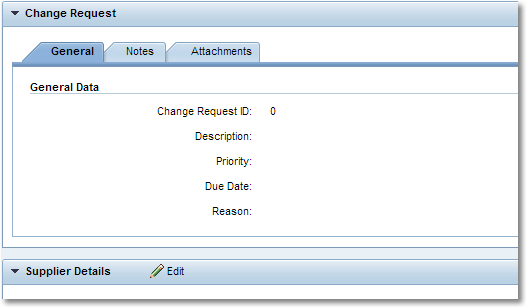 Change Request
General Notes Attachments
General Data
Change Request ID: 0
Description:
Priority:
Due Date:
Reason:
Supplier Details Edit